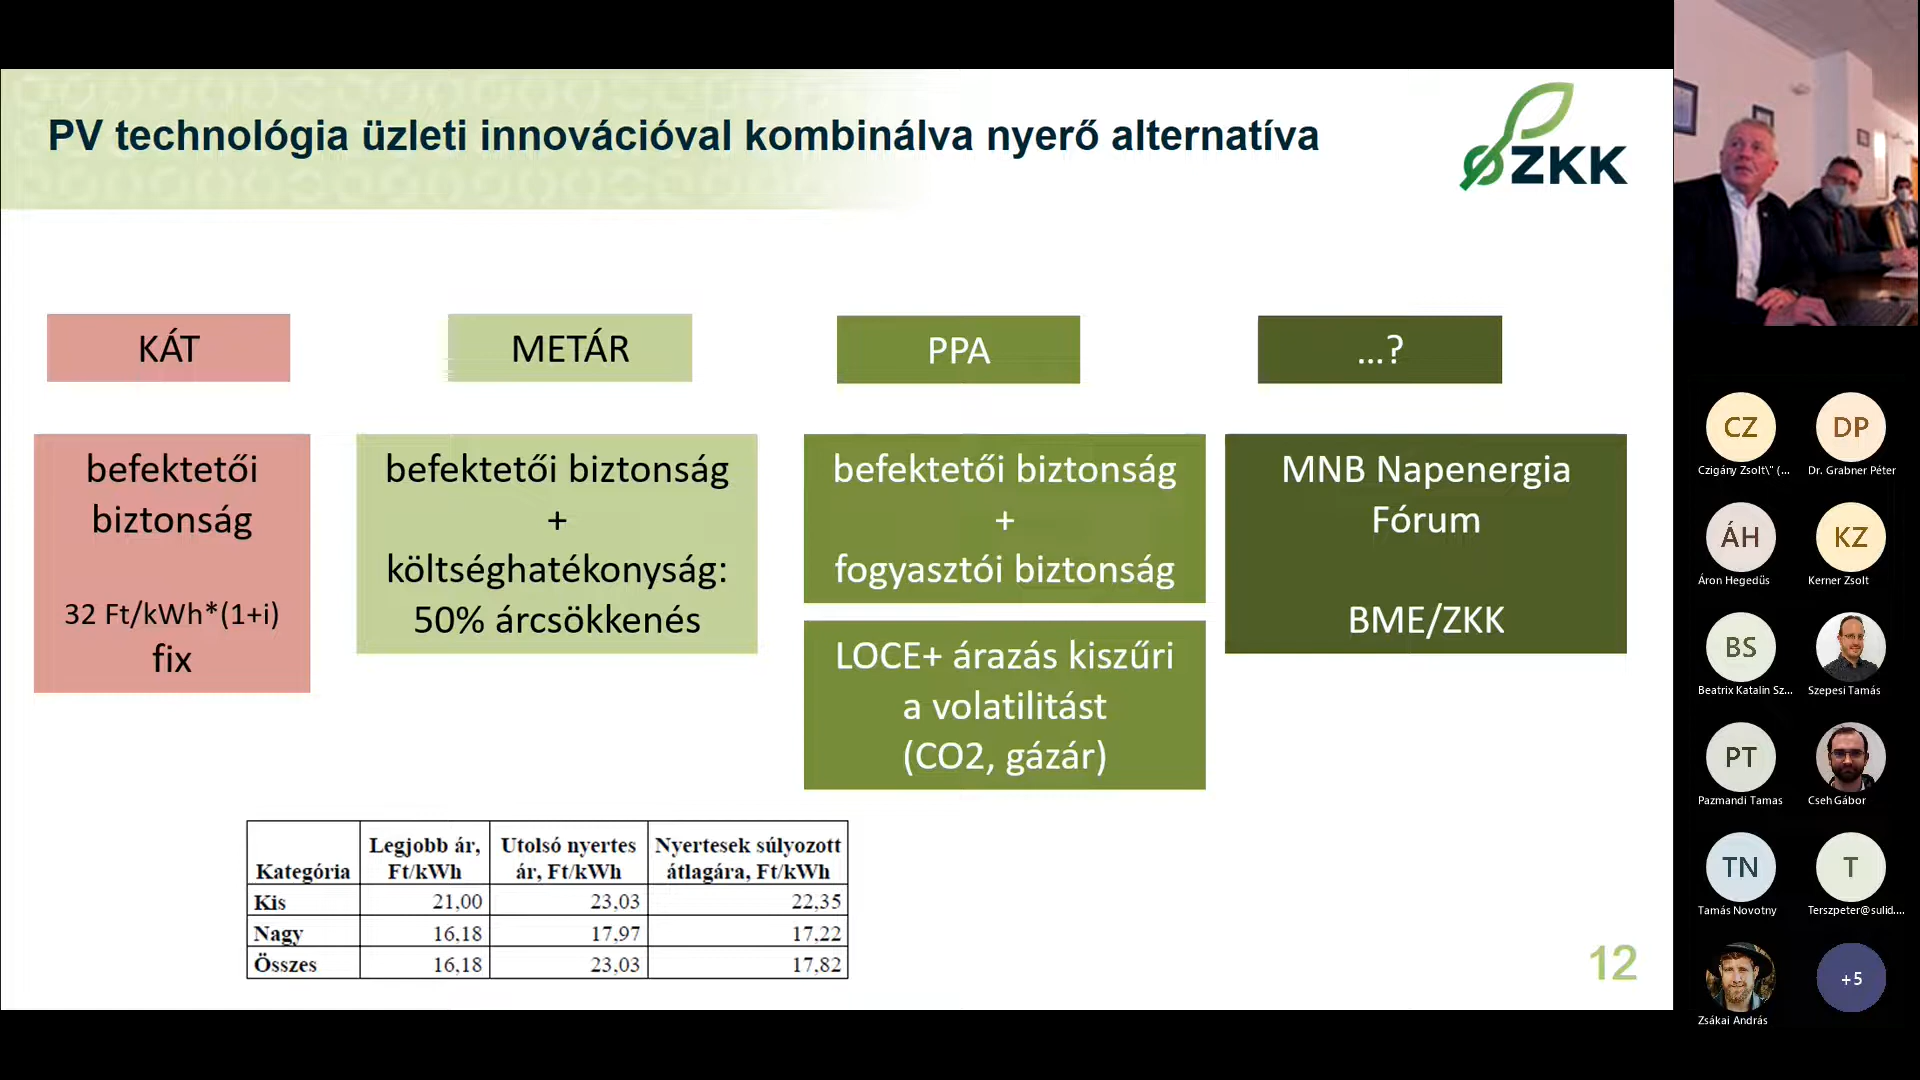 PV technológia üzleti innovációval kombinálva nyerő alternatíva
ZKK
KÁT
METÁR
PPA
...?
befektetői
biztonság
32 Ft/kWh*(1+i)
fix
befektetői biztonság
+
költséghatékonyság:
50% árcsökkenés
befektetői biztonság
+
fogyasztói biztonság
LOCE+ árazás kiszűri
a volatilitást
(CO2, gázár)
MNB Napenergia
Fórum
BME/ZKK
Kategória | Legjobb ár, Ft/kWh | Utolsó nyertes ár, Ft/kWh | Nyertesek súlyozott átlagára, Ft/kWh
Kis | 21,00 | 23,03 | 22,35
Nagy | 16,18 | 17,97 | 17,22
Összes | 16,18 | 23,03 | 17,82
12
CZ
Czigány Zsolt\" (...
DP
Dr. Grabner Péter
ÁH
Áron Hegedűs
KZ
Kerner Zsolt
BS
Beatrix Katalin Sz...
Szepesi Tamás
PT
Pazmandi Tamas
Cseh Gábor
TN
Tamás Novotny
T
Terszpeter@sulid....
Zsákai András
+5